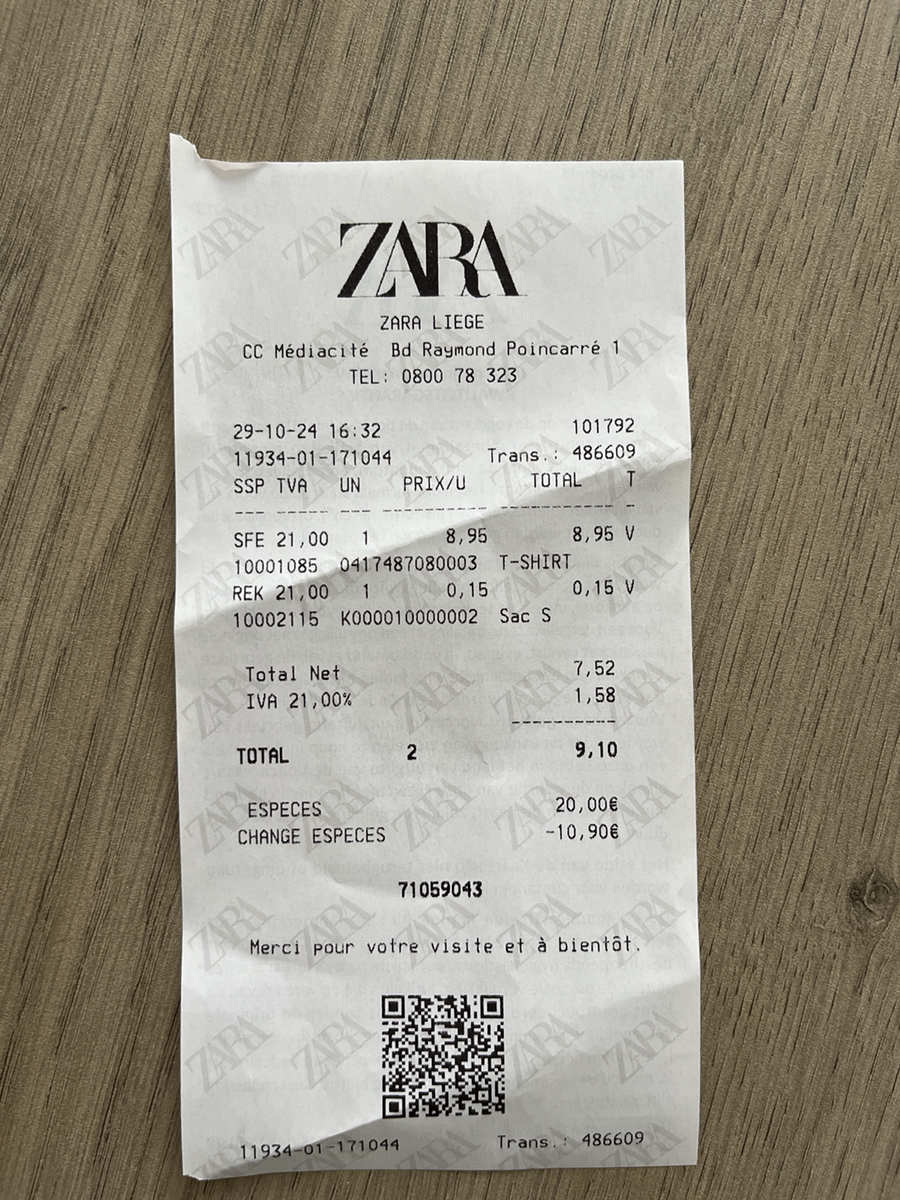 ZARA
ZARA LIEGE
CC Médiacité Bd Raymond Poincarré 1
TEL: 0800 78 323
29-10-24 16:32 101792
11934-01-171044 Trans.: 486609
SSP TVA UN PRIX/U TOTAL T
--- --- --- ---------- ---------- -
SFE 21,00 1 8,95 8,95 V
10001085 0417487080003 T-SHIRT
REK 21,00 1 0,15 0,15 V
10002115 K000010000002 Sac S
Total Net 7,52
IVA 21,00% 1,58
----------
TOTAL 2 9,10
ESPECES 20,00€
CHANGE ESPECES -10,90€
71059043
Merci pour votre visite et à bientôt.
11934-01-171044 Trans.: 486609